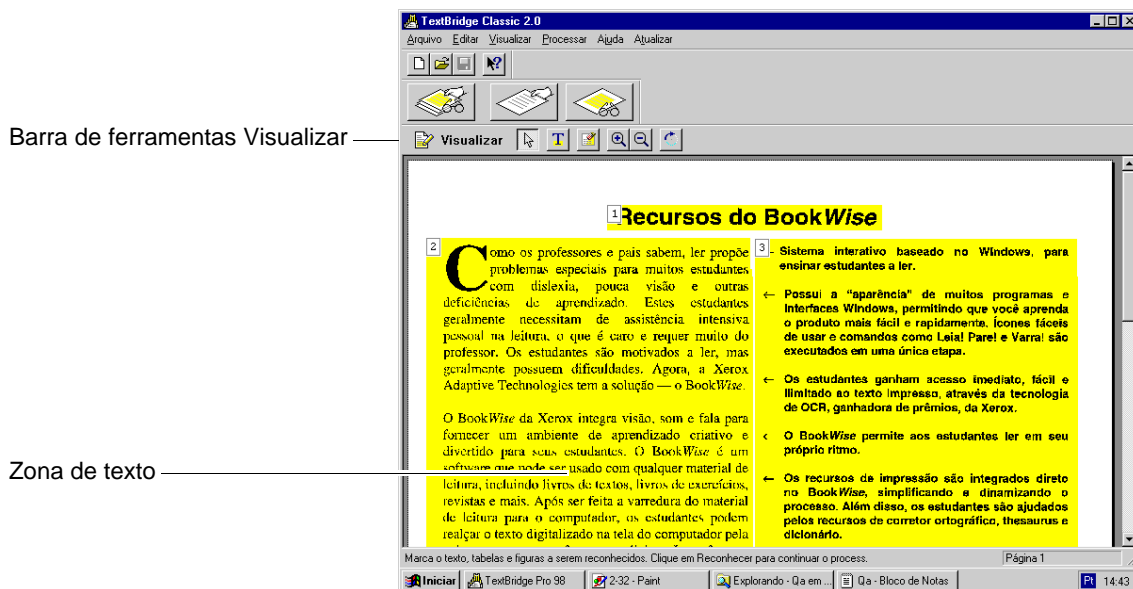 TextBridge Classic 2.0
Arquivo Editar Visualizar Processar Ajuda Atualizar
Barra de ferramentas Visualizar
Visualizar T
1 Recursos do BookWise
2
Como os professores e pais sabem, ler propõe
problemas especiais para muitos estudantes
com dislexia, pouca visão e outras
deficiências de aprendizado. Estes estudantes
geralmente necessitam de assistência intensiva
pessoal na leitura, o que é caro e requer muito do
professor. Os estudantes são motivados a ler, mas
geralmente possuem dificuldades. Agora, a Xerox
Adaptive Technologies tem a solução — o BookWise.
O BookWise da Xerox integra visão, som e fala para
fornecer um ambiente de aprendizado criativo e
divertido para seus estudantes. O BookWise é um
software que pode ser usado com qualquer material de
leitura, incluindo livros de textos, livros de exercícios,
revistas e mais. Após ser feita a varredura do material
de leitura para o computador, os estudantes podem
realçar o texto digitalizado na tela do computador pela
3
- Sistema interativo baseado no Windows, para
ensinar estudantes a ler.
← Possui a "aparência" de muitos programas e
interfaces Windows, permitindo que você aprenda
o produto mais fácil e rapidamente. Ícones fáceis
de usar e comandos como Leia! Pare! e Varra! são
executados em uma única etapa.
← Os estudantes ganham acesso imediato, fácil e
ilimitado ao texto impresso, através da tecnologia
de OCR, ganhadora de prêmios, da Xerox.
‹ O BookWise permite aos estudantes ler em seu
próprio ritmo.
← Os recursos de impressão são integrados direto
no BookWise, simplificando e dinamizando o
processo. Além disso, os estudantes são ajudados
pelos recursos de corretor ortográfico, thesaurus e
dicionário.
Zona de texto
Marca o texto, tabelas e figuras a serem reconhecidos. Clique em Reconhecer para continuar o process. Página 1
Iniciar TextBridge Pro 98 2-32 - Paint Explorando - Qa em ... Qa - Bloco de Notas Pt 14:43